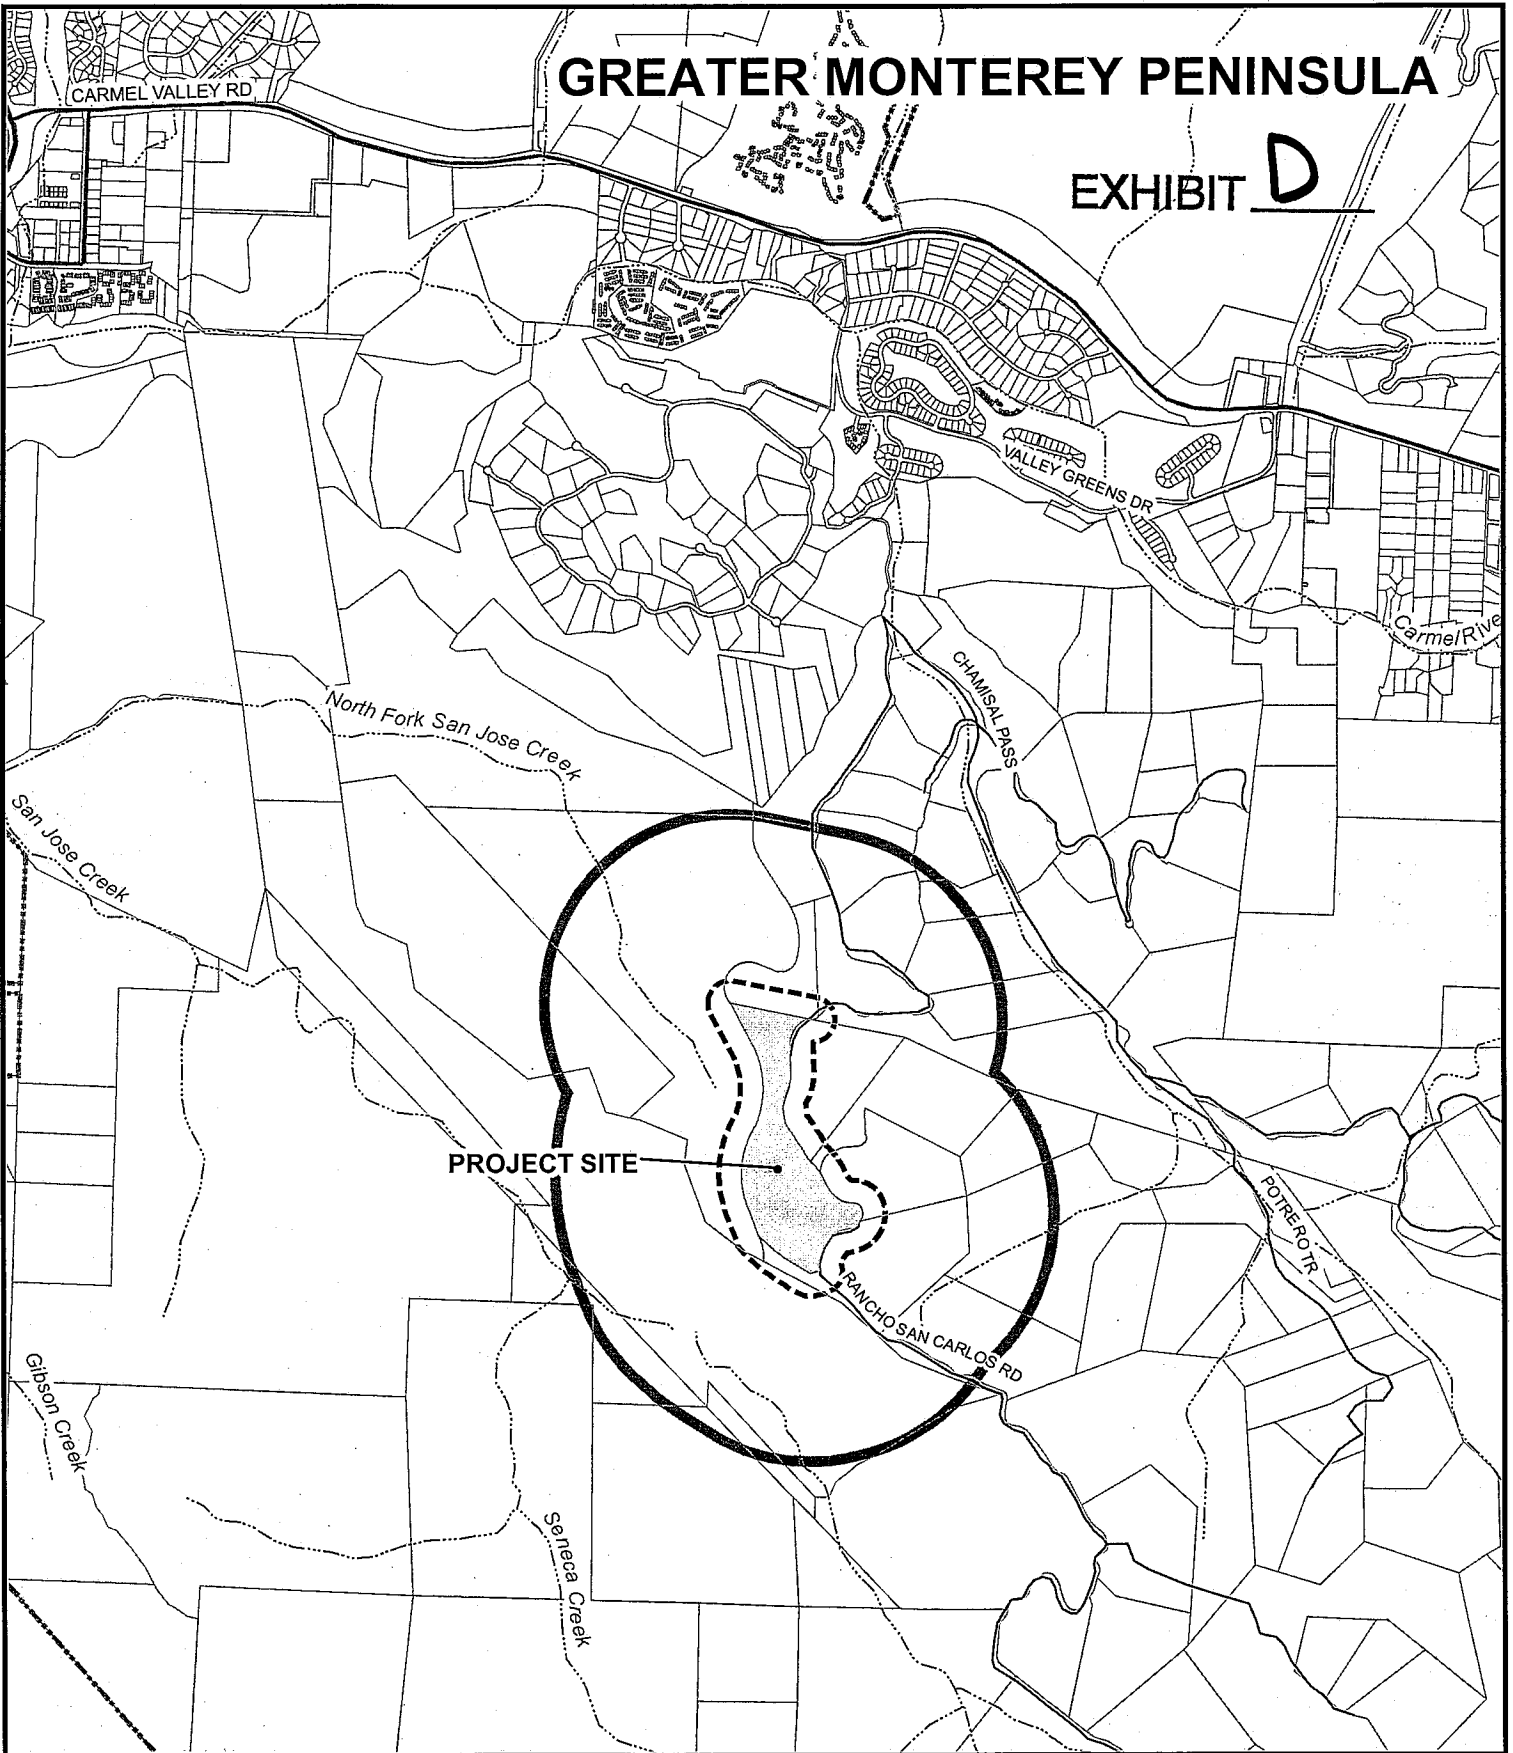 GREATER MONTEREY PENINSULA
CARMEL VALLEY RD
EXHIBIT D
VALLEY GREENS DR
Carmel Rive
CHAMISAL PASS
North Fork San Jose Creek
San Jose Creek
PROJECT SITE
POTRERO TR
RANCHO SAN CARLOS RD
Gibson Creek
Seneca Creek